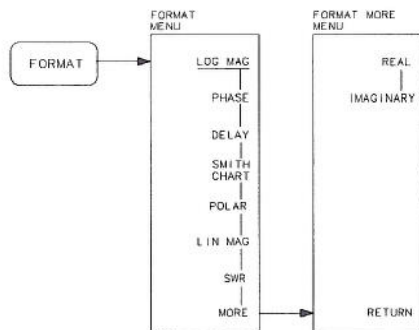 FORMAT
FORMAT
MENU
LOG MAG
PHASE
DELAY
SMITH
CHART
POLAR
LIN MAG
SWR
MORE
FORMAT MORE
MENU
REAL
IMAGINARY
RETURN